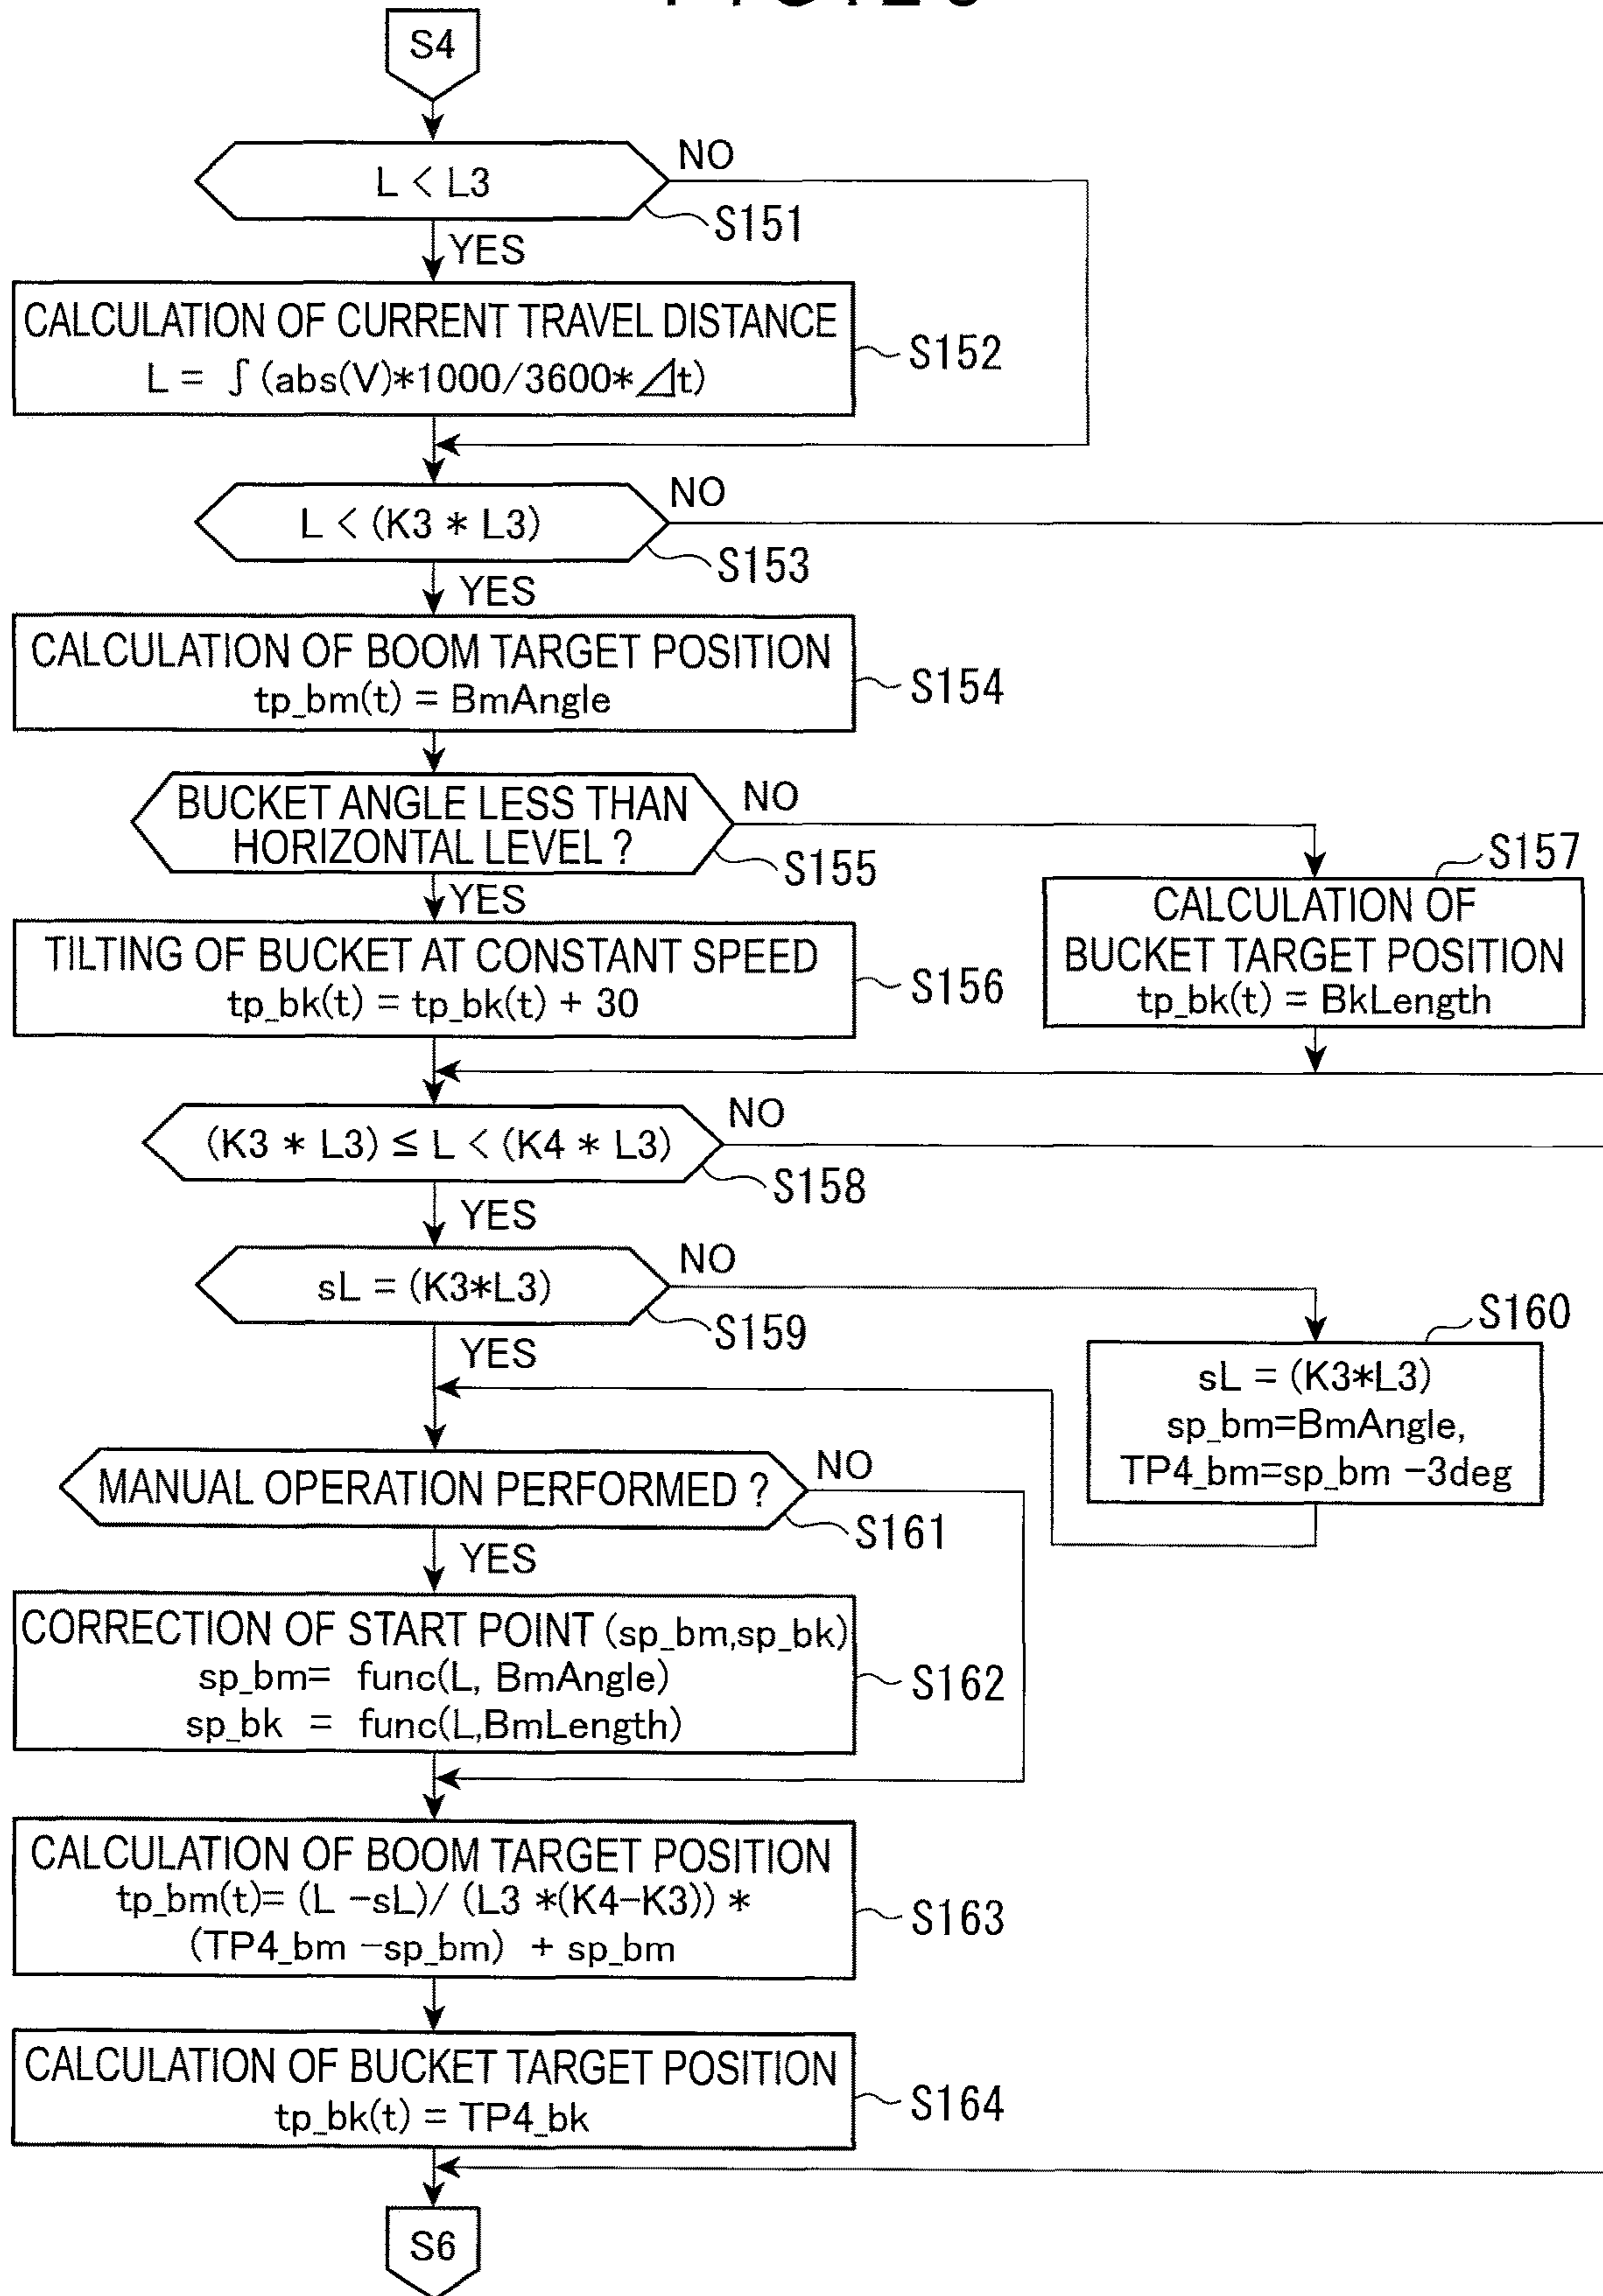 S4
L < L3
NO
S151
YES
CALCULATION OF CURRENT TRAVEL DISTANCE
L = ∫ (abs(V)*1000/3600*⊿t)
S152
L < (K3 * L3)
NO
S153
YES
CALCULATION OF BOOM TARGET POSITION
tp_bm(t) = BmAngle
S154
BUCKET ANGLE LESS THAN
HORIZONTAL LEVEL ?
NO
S155
YES
S157
CALCULATION OF
BUCKET TARGET POSITION
tp_bk(t) = BkLength
TILTING OF BUCKET AT CONSTANT SPEED
tp_bk(t) = tp_bk(t) + 30
S156
(K3 * L3) ≤ L < (K4 * L3)
NO
S158
YES
sL = (K3*L3)
NO
S159
YES
S160
sL = (K3*L3)
sp_bm=BmAngle,
TP4_bm=sp_bm -3deg
MANUAL OPERATION PERFORMED ?
NO
S161
YES
CORRECTION OF START POINT (sp_bm,sp_bk)
sp_bm= func(L, BmAngle)
sp_bk = func(L,BmLength)
S162
CALCULATION OF BOOM TARGET POSITION
tp_bm(t)= (L -sL)/ (L3 *(K4-K3)) *
(TP4_bm -sp_bm) + sp_bm
S163
CALCULATION OF BUCKET TARGET POSITION
tp_bk(t) = TP4_bk
S164
S6